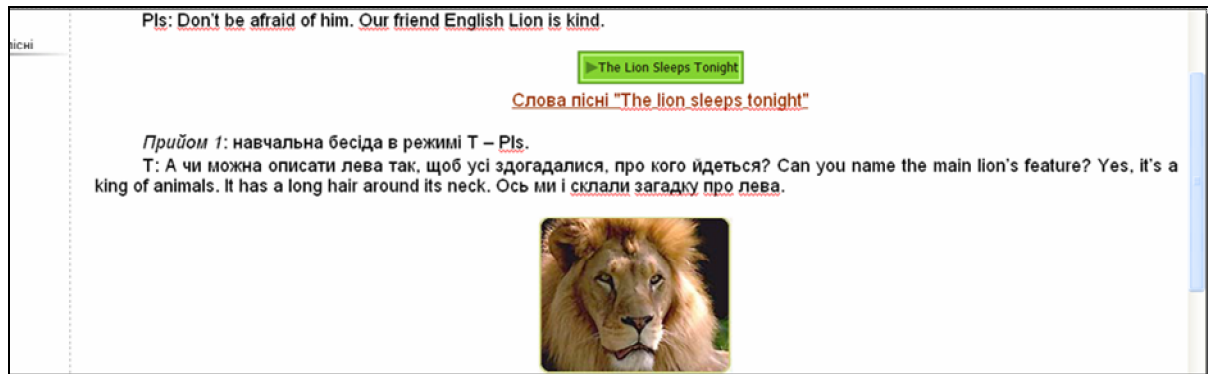 Pls: Don't be afraid of him. Our friend English Lion is kind.
існі
The Lion Sleeps Tonight
Слова пісні "The lion sleeps tonight"
Прийом 1: навчальна бесіда в режимі T – Pls.
T: А чи можна описати лева так, щоб усі здогадалися, про кого йдеться? Can you name the main lion's feature? Yes, it's a
king of animals. It has a long hair around its neck. Ось ми і склали загадку про лева.